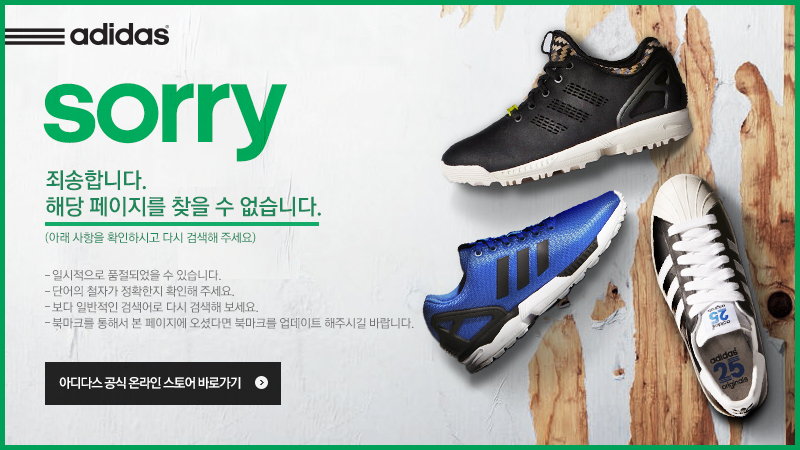 adidas
sorry
죄송합니다.
해당 페이지를 찾을 수 없습니다.
(아래 사항을 확인하시고 다시 검색해 주세요)
- 일시적으로 품절되었을 수 있습니다.
- 단어의 철자가 정확한지 확인해 주세요.
- 보다 일반적인 검색어로 다시 검색해 보세요.
- 북마크를 통해서 본 페이지에 오셨다면 북마크를 업데이트 해주시길 바랍니다.
아디다스 공식 온라인 스토어 바로가기
25
adidas
25
originals